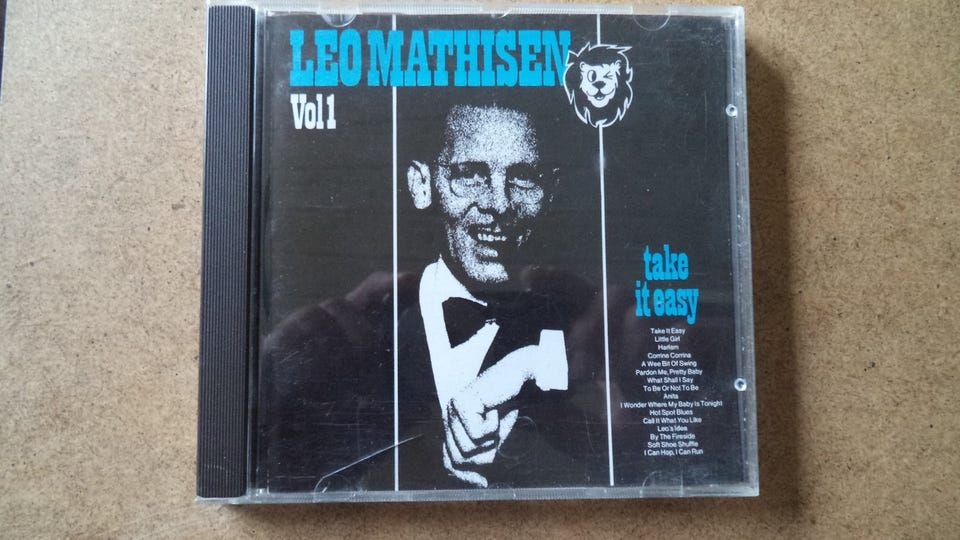 LEO MATHISEN
Vol 1
take
it easy
Take It Easy
Little Girl
Harlem
Corrine Corrina
A Wee Bit Of Swing
Pardon Me, Pretty Baby
What Shall I Say
To Be Or Not To Be
Anita
I Wonder Where My Baby Is Tonight
Hot Spot Blues
Call It What You Like
Leo's Idea
By The Fireside
Soft Shoe Shuffle
I Can Hop, I Can Run